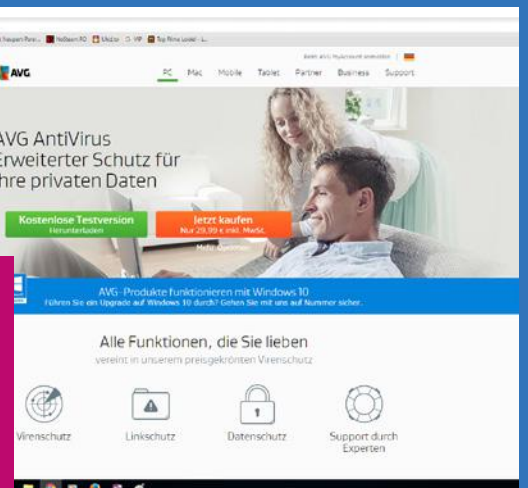 AVG
PC Mac Mobile Tablet Partner Business Support
AVG AntiVirus
Erweiterter Schutz für
Ihre privaten Daten
Kostenlose Testversion
Herunterladen
Jetzt kaufen
Nur 29,99 € inkl. MwSt.
AVG-Produkte funktionieren mit Windows 10
Führen Sie ein Upgrade auf Windows 10 durch? Gehen Sie mit uns auf Nummer sicher.
Alle Funktionen, die Sie lieben
vereint in unserem preisgekrönten Virenschutz
Virenschutz Linkschutz Datenschutz Support durch
Experten